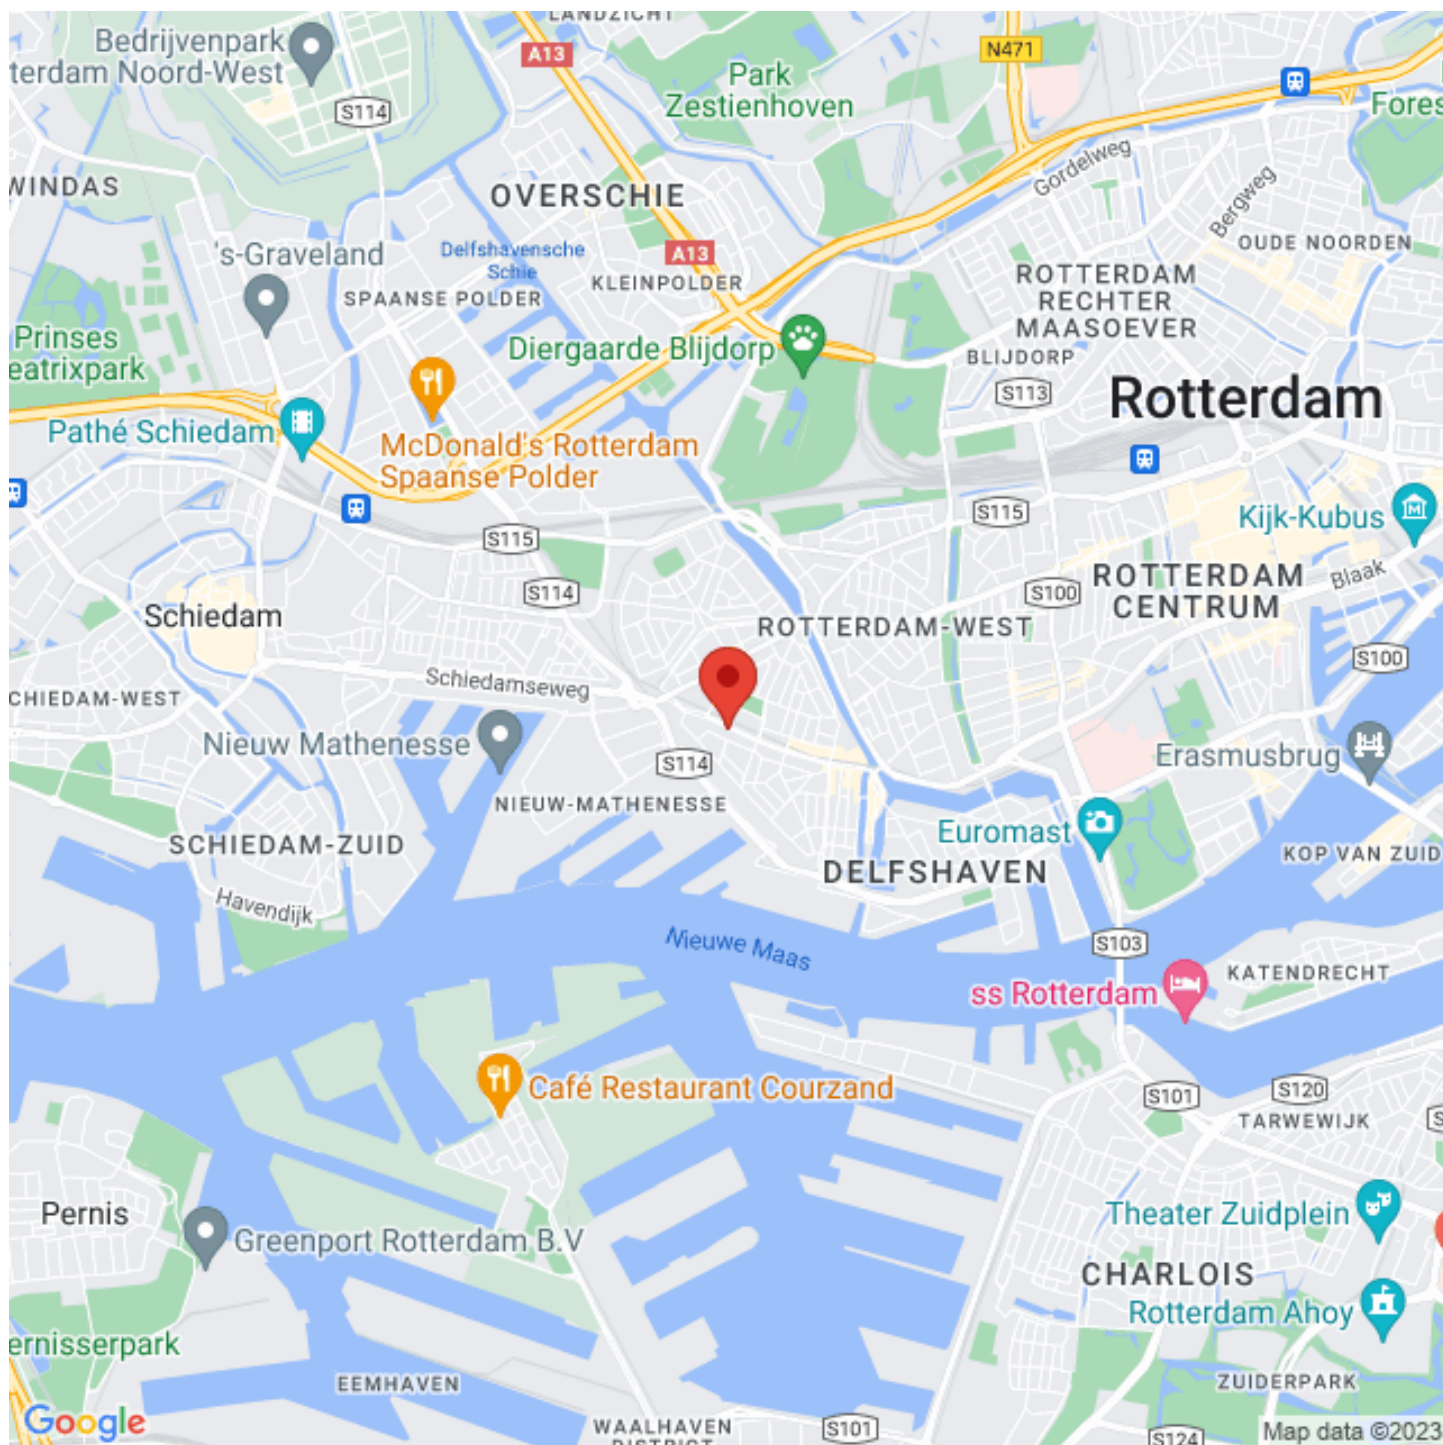 LANDZICHT
Bedrijvenpark
terdam Noord-West
A13
N471
Park
Zestienhoven
S114
Fores
Gordelweg
WINDAS
OVERSCHIE
Bergweg
's-Graveland
Delfshavensche
Schie
A13
OUDE NOORDEN
KLEINPOLDER
SPAANSE POLDER
ROTTERDAM
RECHTER
MAASOEVER
Prinses
eatrixpark
Diergaarde Blijdorp
BLIJDORP
S113
Rotterdam
Pathé Schiedam
McDonald's Rotterdam
Spaanse Polder
S115
Kijk-Kubus
S115
S114
S100
ROTTERDAM
CENTRUM
Blaak
Schiedam
ROTTERDAM-WEST
S100
Schiedamseweg
CHIEDAM-WEST
Nieuw Mathenesse
S114
Erasmusbrug
NIEUW-MATHENESSE
Euromast
SCHIEDAM-ZUID
DELFSHAVEN
KOP VAN ZUID
Havendijk
Nieuwe Maas
S103
KATENDRECHT
ss Rotterdam
Café Restaurant Courzand
S101
S120
TARWEWIJK
S
Pernis
Theater Zuidplein
Greenport Rotterdam B.V
CHARLOIS
Rotterdam Ahoy
ernisserpark
EEMHAVEN
ZUIDERPARK
Google
WAALHAVEN
DISTRICT
S101
S124
Map data ©2023